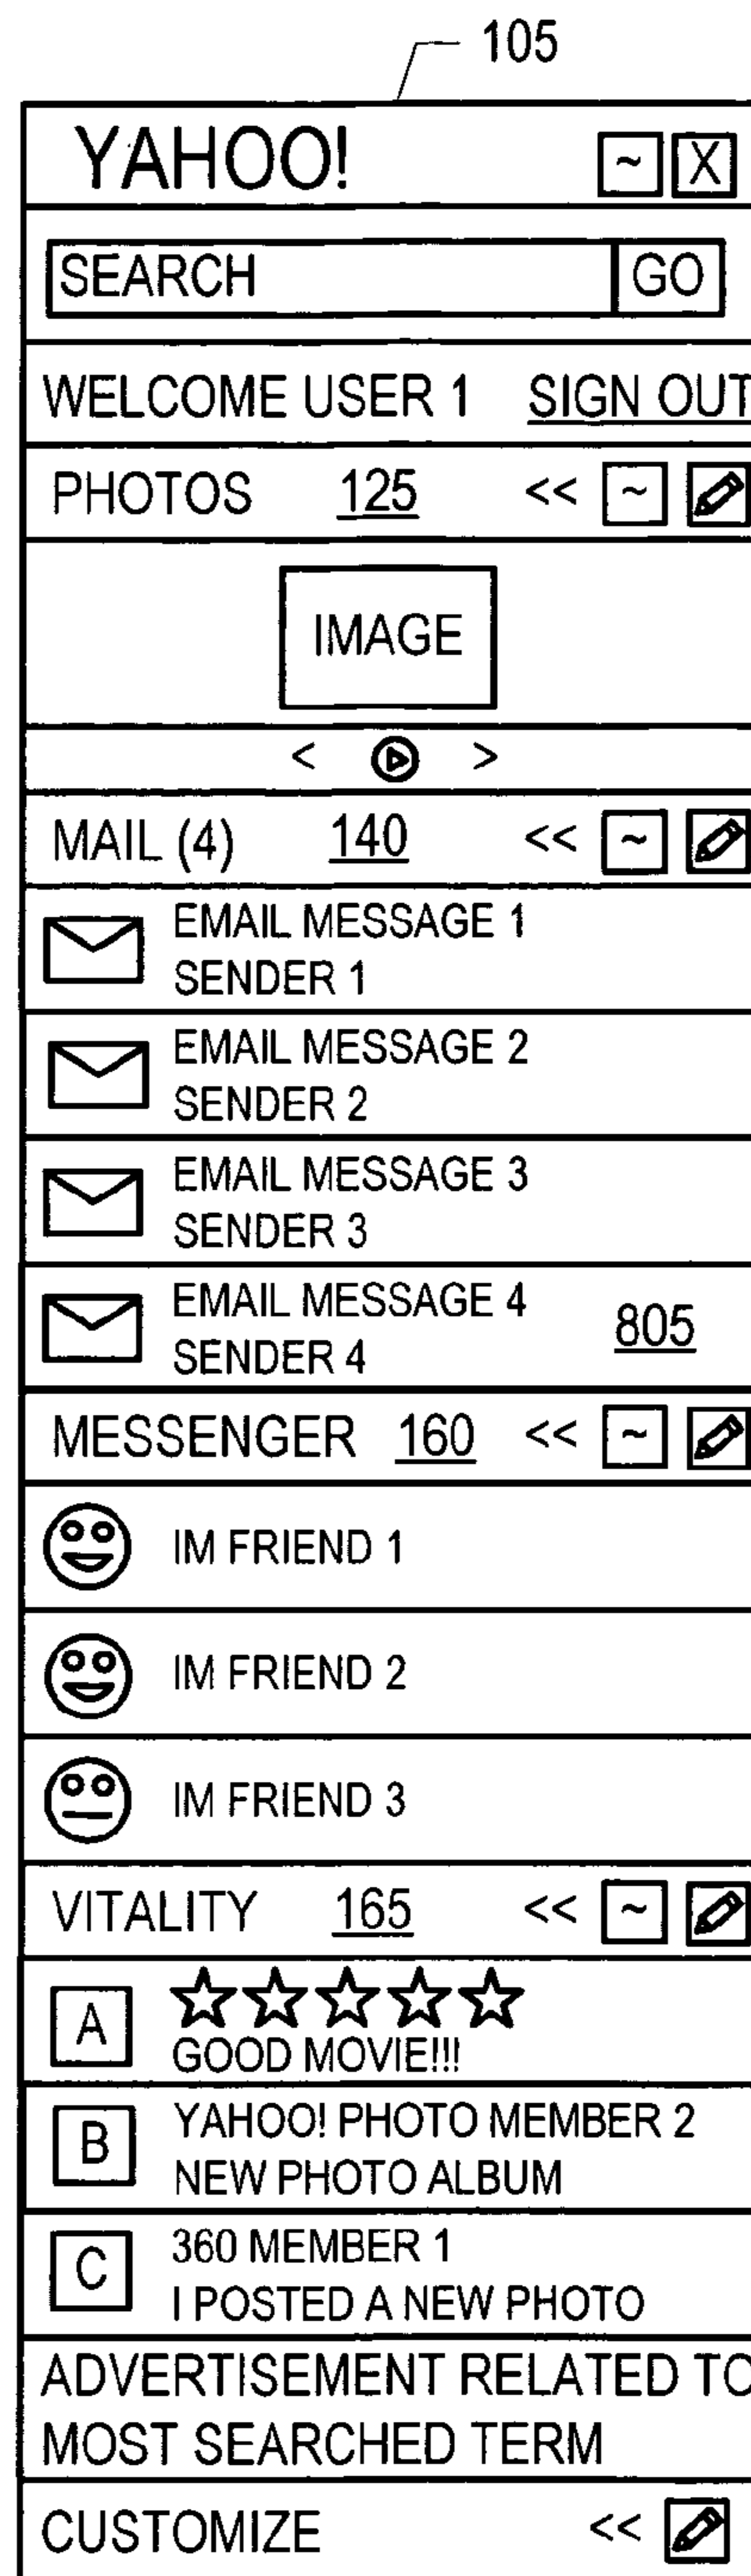 105
YAHOO! ~ X
SEARCH GO
WELCOME USER 1 SIGN OUT
PHOTOS 125 << ~
IMAGE
< >
MAIL (4) 140 << ~
EMAIL MESSAGE 1
SENDER 1
EMAIL MESSAGE 2
SENDER 2
EMAIL MESSAGE 3
SENDER 3
EMAIL MESSAGE 4
SENDER 4 805
MESSENGER 160 << ~
IM FRIEND 1
IM FRIEND 2
IM FRIEND 3
VITALITY 165 << ~
A
GOOD MOVIE!!!
B YAHOO! PHOTO MEMBER 2
NEW PHOTO ALBUM
C 360 MEMBER 1
I POSTED A NEW PHOTO
ADVERTISEMENT RELATED TO
MOST SEARCHED TERM
CUSTOMIZE <<